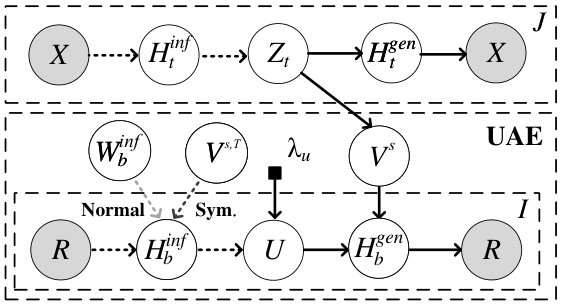 J
X H_t^{inf} Z_t H_t^{gen} X
UAE
W_b^{inf} V^{s,T} λ_u V^s
Normal Sym. I
R H_b^{inf} U H_b^{gen} R